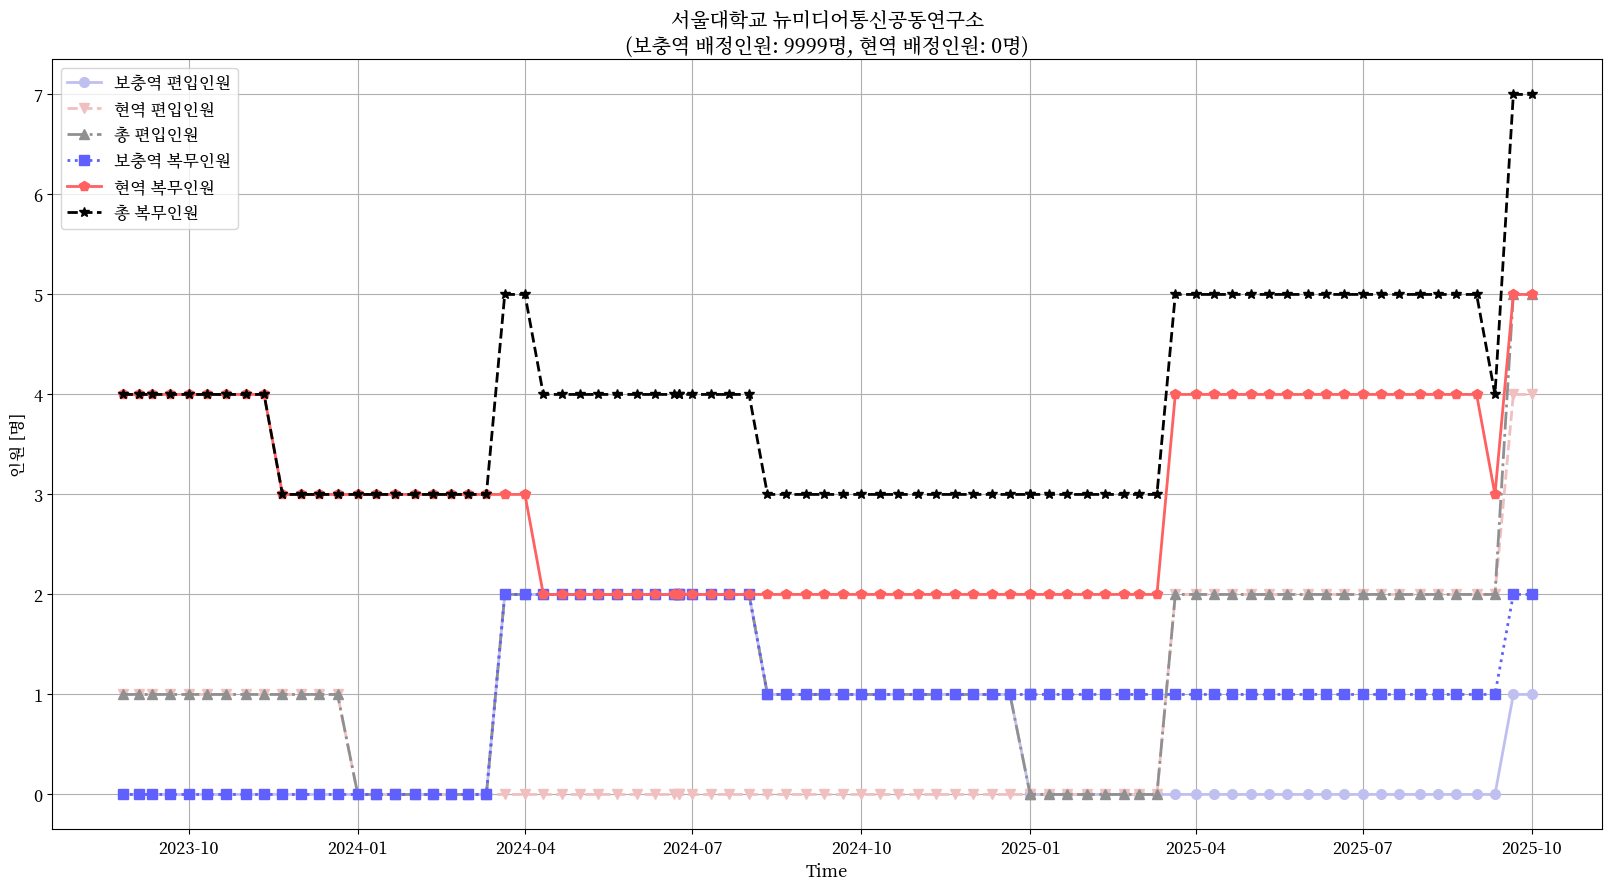 서울대학교 뉴미디어통신공동연구소
(보충역 배정인원: 9999명, 현역 배정인원: 0명)
보충역 편입인원
현역 편입인원
총 편입인원
보충역 복무인원
현역 복무인원
총 복무인원
인원 [명]
7
6
5
4
3
2
1
0
2023-10 2024-01 2024-04 2024-07 2024-10 2025-01 2025-04 2025-07 2025-10
Time